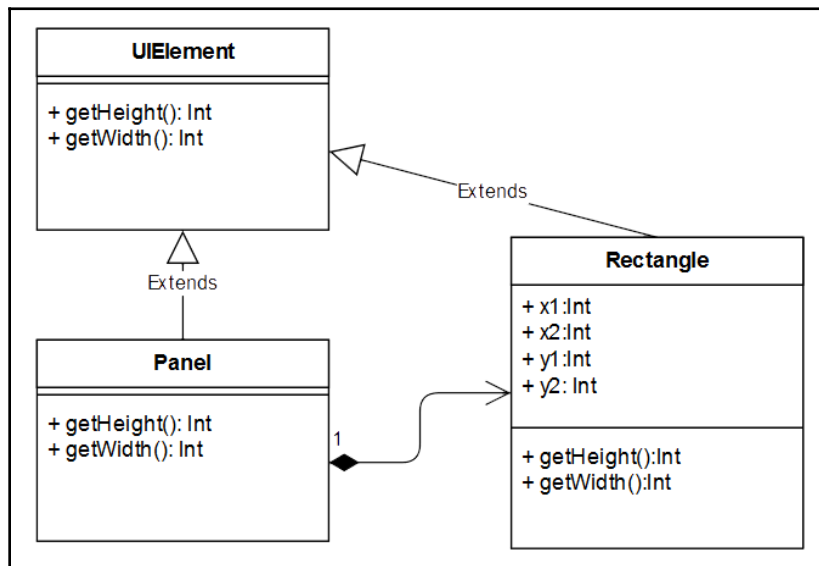 UIElement
+ getHeight(): Int
+ getWidth(): Int
Extends
Extends
Rectangle
+ x1:Int
+ x2:Int
+ y1:Int
+ y2: Int
+ getHeight():Int
+ getWidth():Int
Panel
+ getHeight(): Int
+ getWidth(): Int
1